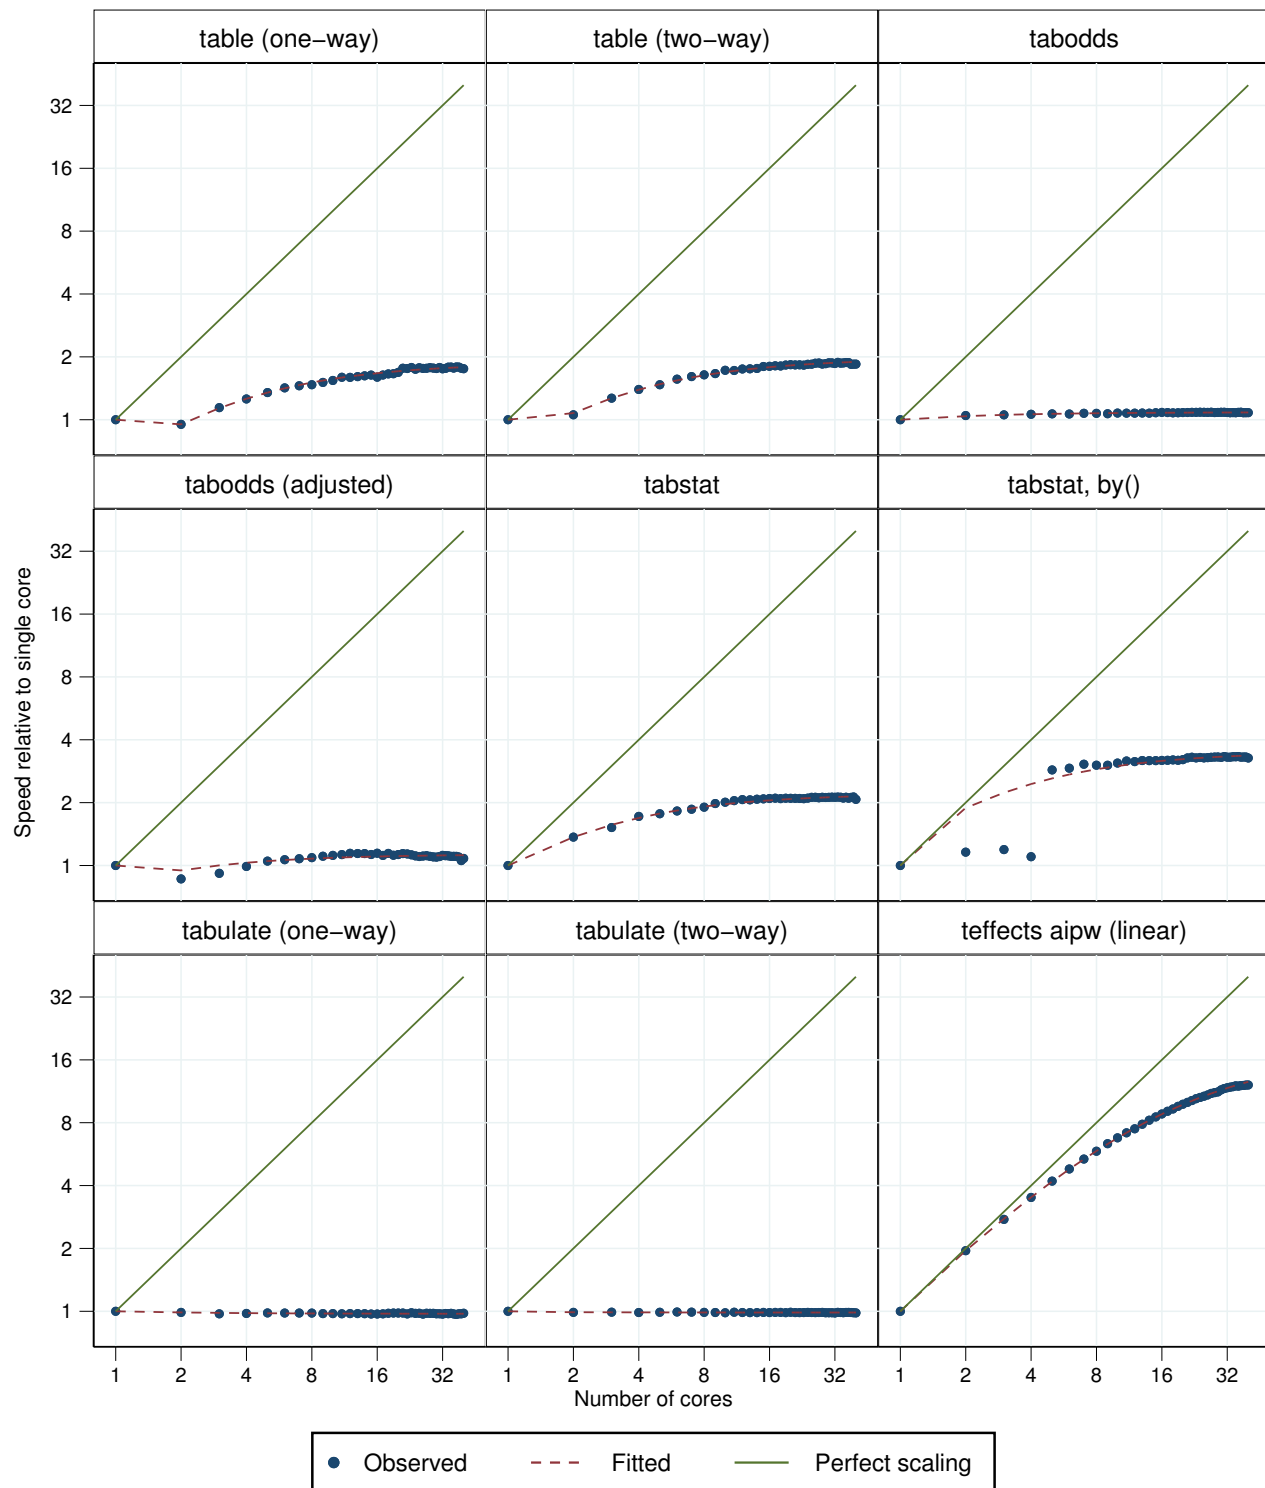 table (one−way)
table (two−way)
tabodds
32
16
8
4
2
1
tabodds (adjusted)
tabstat
tabstat, by()
Speed relative to single core
32
16
8
4
2
1
tabulate (one−way)
tabulate (two−way)
teffects aipw (linear)
32
16
8
4
2
1
1 2 4 8 16 32
1 2 4 8 16 32
1 2 4 8 16 32
Number of cores
Observed
Fitted
Perfect scaling